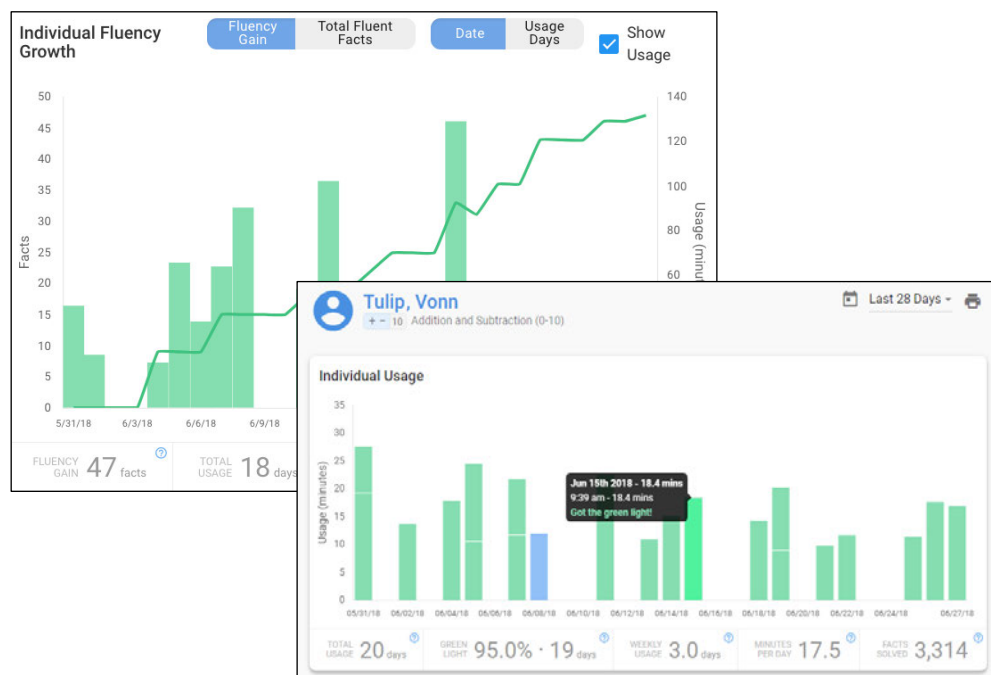 Individual Fluency
Growth
Fluency
Gain
Total Fluent
Facts
Date
Usage
Days
Show
Usage
50
45
40
35
30
25
20
15
10
5
0
Facts
140
120
100
80
60
Usage (minut
5/31/18 6/3/18 6/6/18 6/9/18
FLUENCY
GAIN 47 facts
TOTAL
USAGE 18 days
Tulip, Vonn
+ - 10 Addition and Subtraction (0-10)
Last 28 Days
Individual Usage
35
30
25
20
15
10
5
0
Usage (minutes)
Jun 15th 2018 - 18.4 mins
9:39 am - 18.4 mins
Got the green light!
05/31/18 06/02/18 06/04/18 06/06/18 06/08/18 06/10/18 06/12/18 06/14/18 06/16/18 06/18/18 06/20/18 06/22/18 06/24/18 06/27/18
TOTAL
USAGE 20 days
GREEN
LIGHT 95.0% · 19 days
WEEKLY
USAGE 3.0 days
MINUTES
PER DAY 17.5
FACTS
SOLVED 3,314